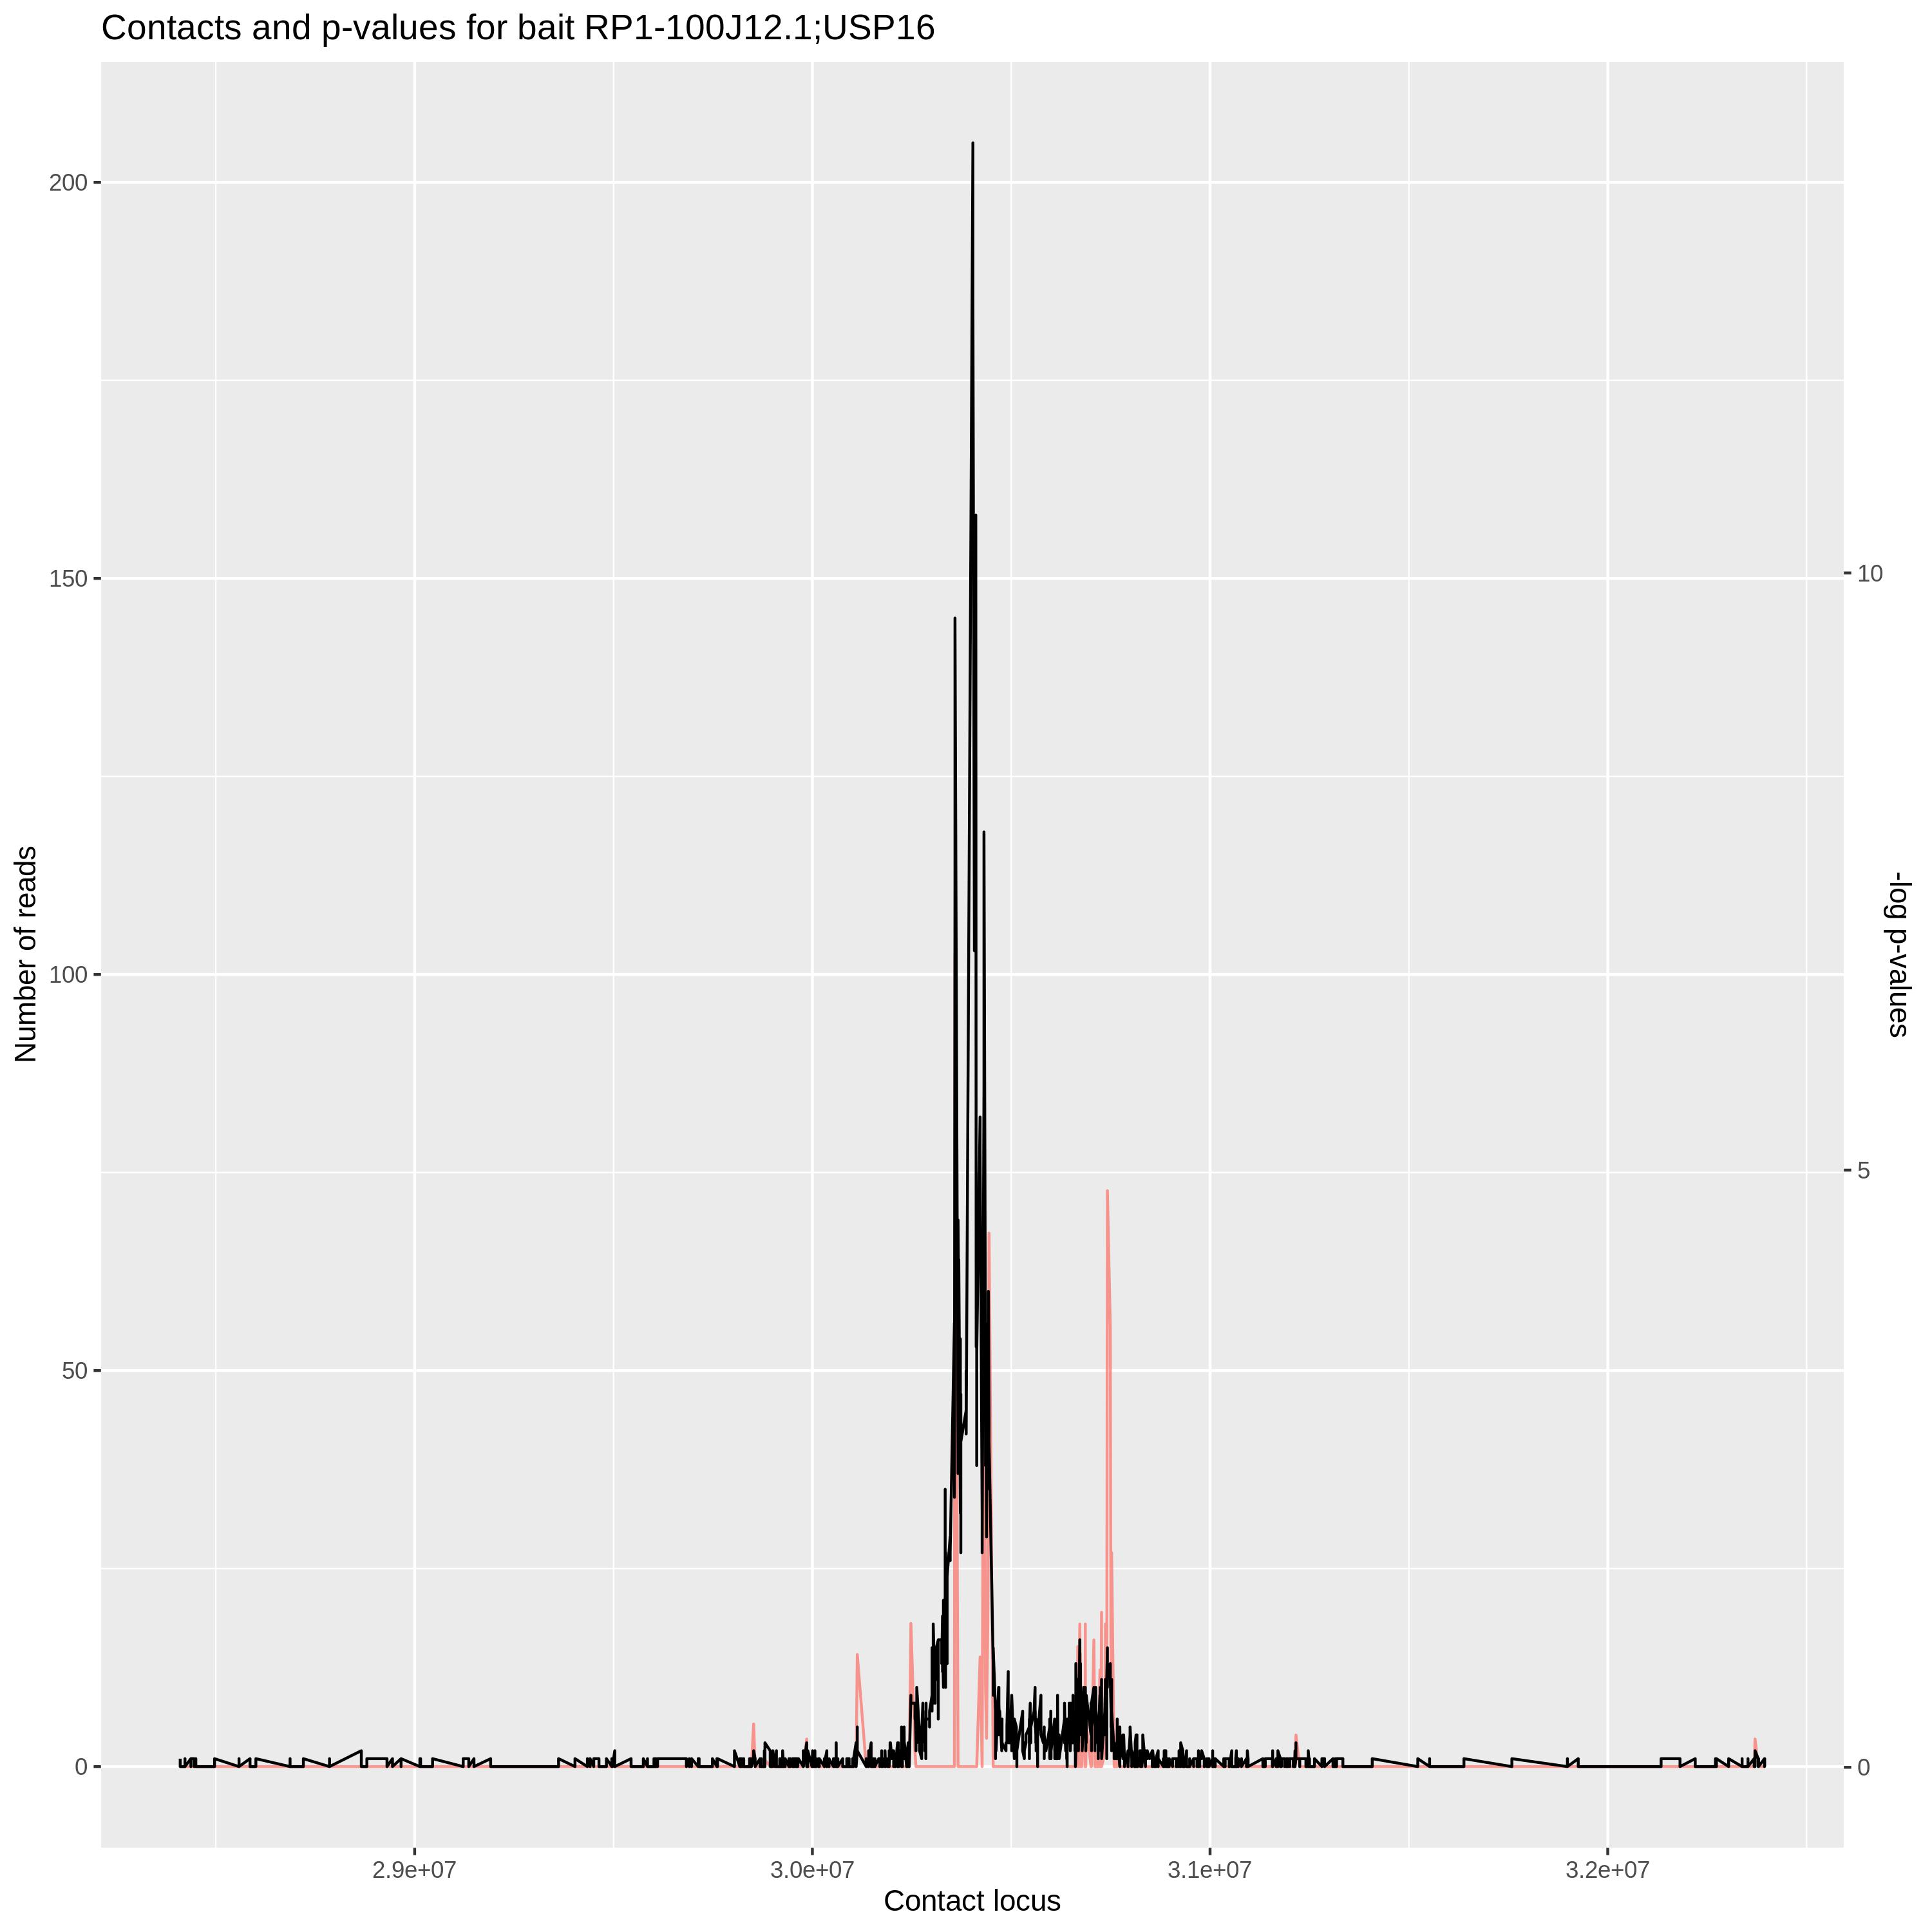 Contacts and p-values for bait RP1-100J12.1;USP16
200
150
100
50
0
Number of reads
10
5
0
-log p-values
2.9e+07
3.0e+07
3.1e+07
3.2e+07
Contact locus